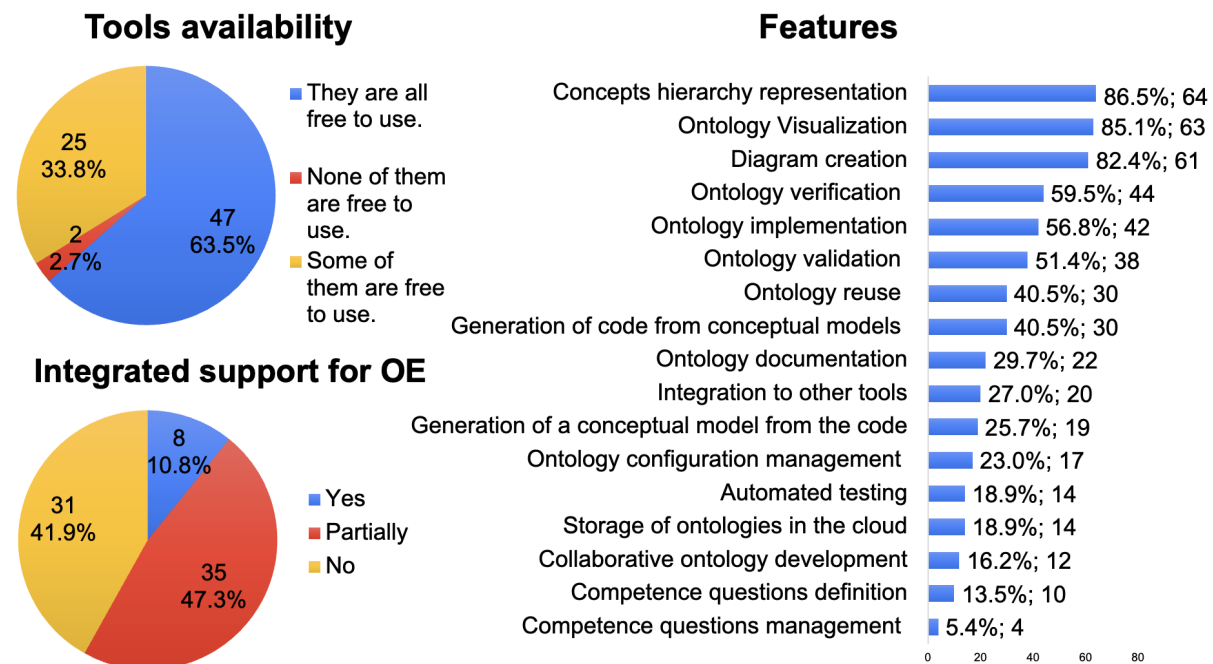 Tools availability
25
33.8%
2
2.7%
47
63.5%
They are all
free to use.
None of them
are free to
use.
Some of
them are free
to use.
Integrated support for OE
8
10.8%
31
41.9%
35
47.3%
Yes
Partially
No
Features
Concepts hierarchy representation 86.5%; 64
Ontology Visualization 85.1%; 63
Diagram creation 82.4%; 61
Ontology verification 59.5%; 44
Ontology implementation 56.8%; 42
Ontology validation 51.4%; 38
Ontology reuse 40.5%; 30
Generation of code from conceptual models 40.5%; 30
Ontology documentation 29.7%; 22
Integration to other tools 27.0%; 20
Generation of a conceptual model from the code 25.7%; 19
Ontology configuration management 23.0%; 17
Automated testing 18.9%; 14
Storage of ontologies in the cloud 18.9%; 14
Collaborative ontology development 16.2%; 12
Competence questions definition 13.5%; 10
Competence questions management 5.4%; 4
0 20 40 60 80